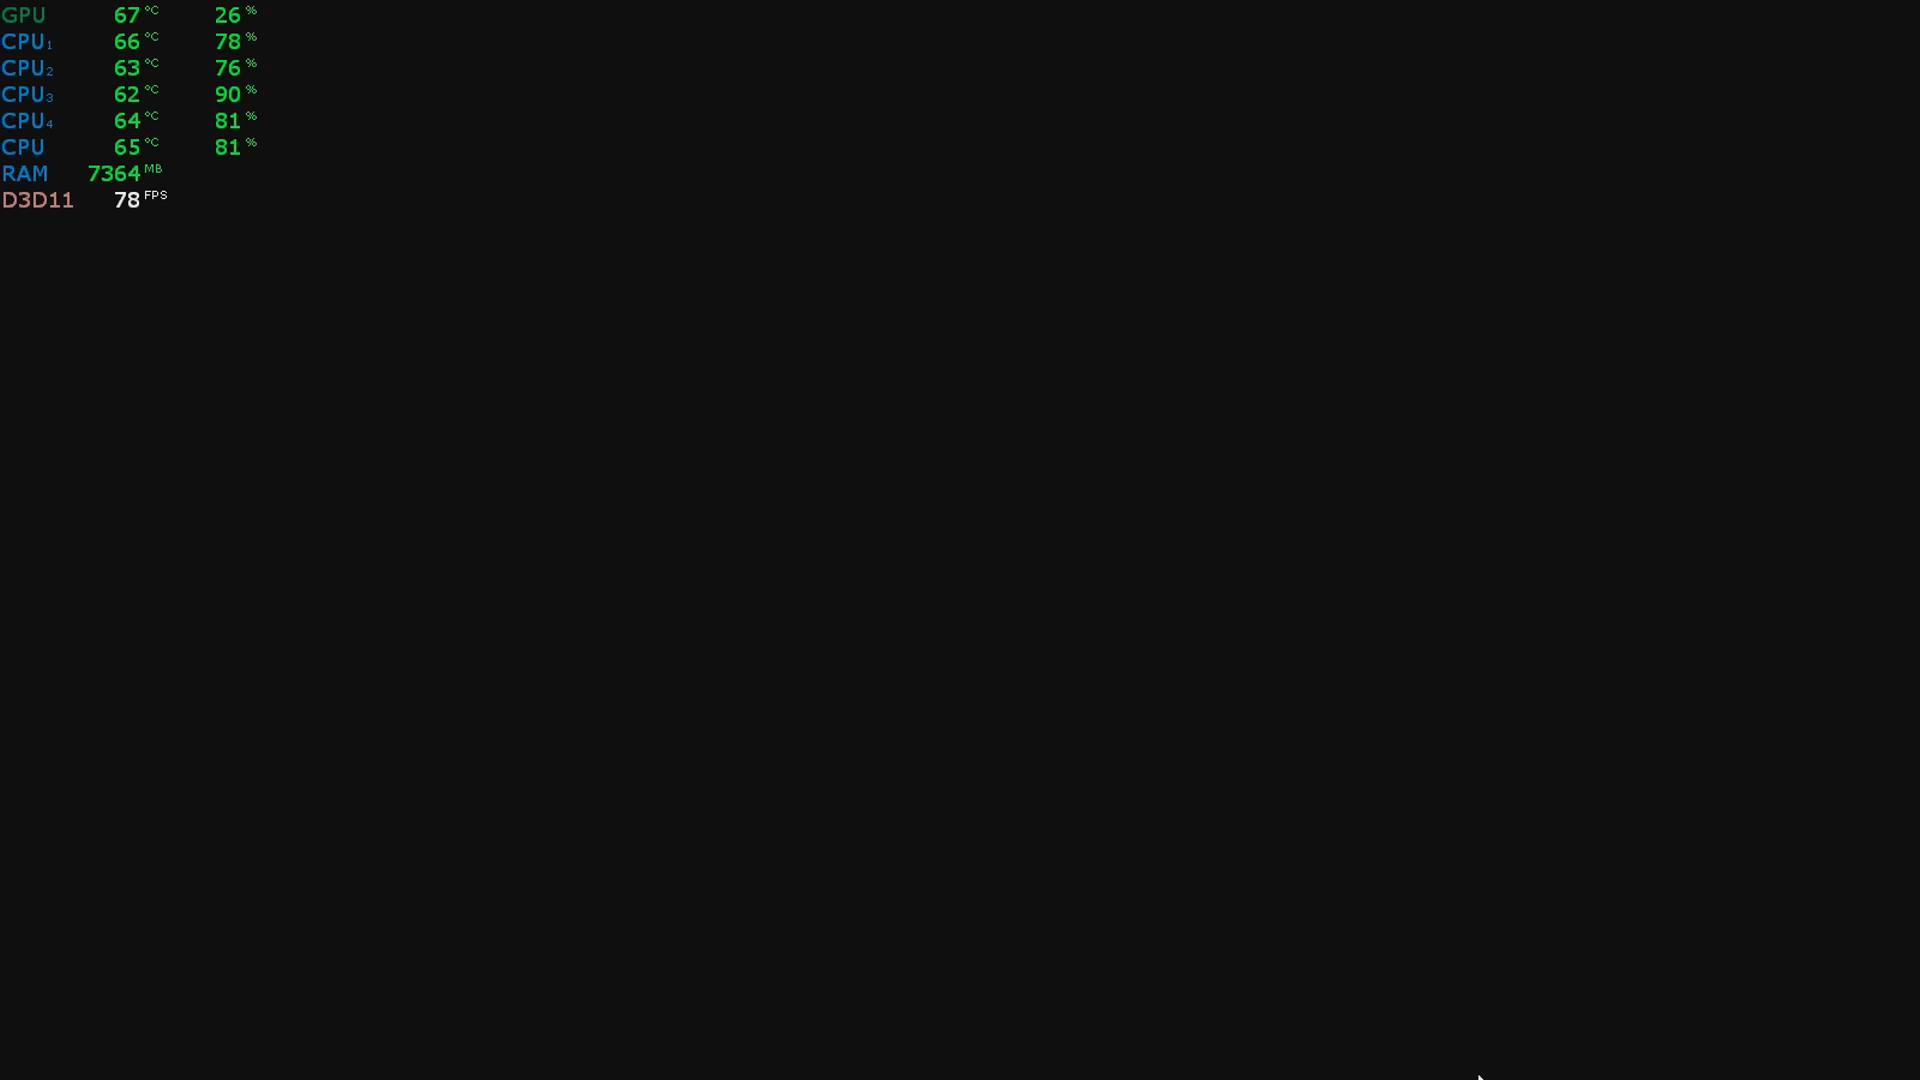 GPU 67 °C 26 %
CPU1 66 °C 78 %
CPU2 63 °C 76 %
CPU3 62 °C 90 %
CPU4 64 °C 81 %
CPU 65 °C 81 %
RAM 7364 MB
D3D11 78 FPS